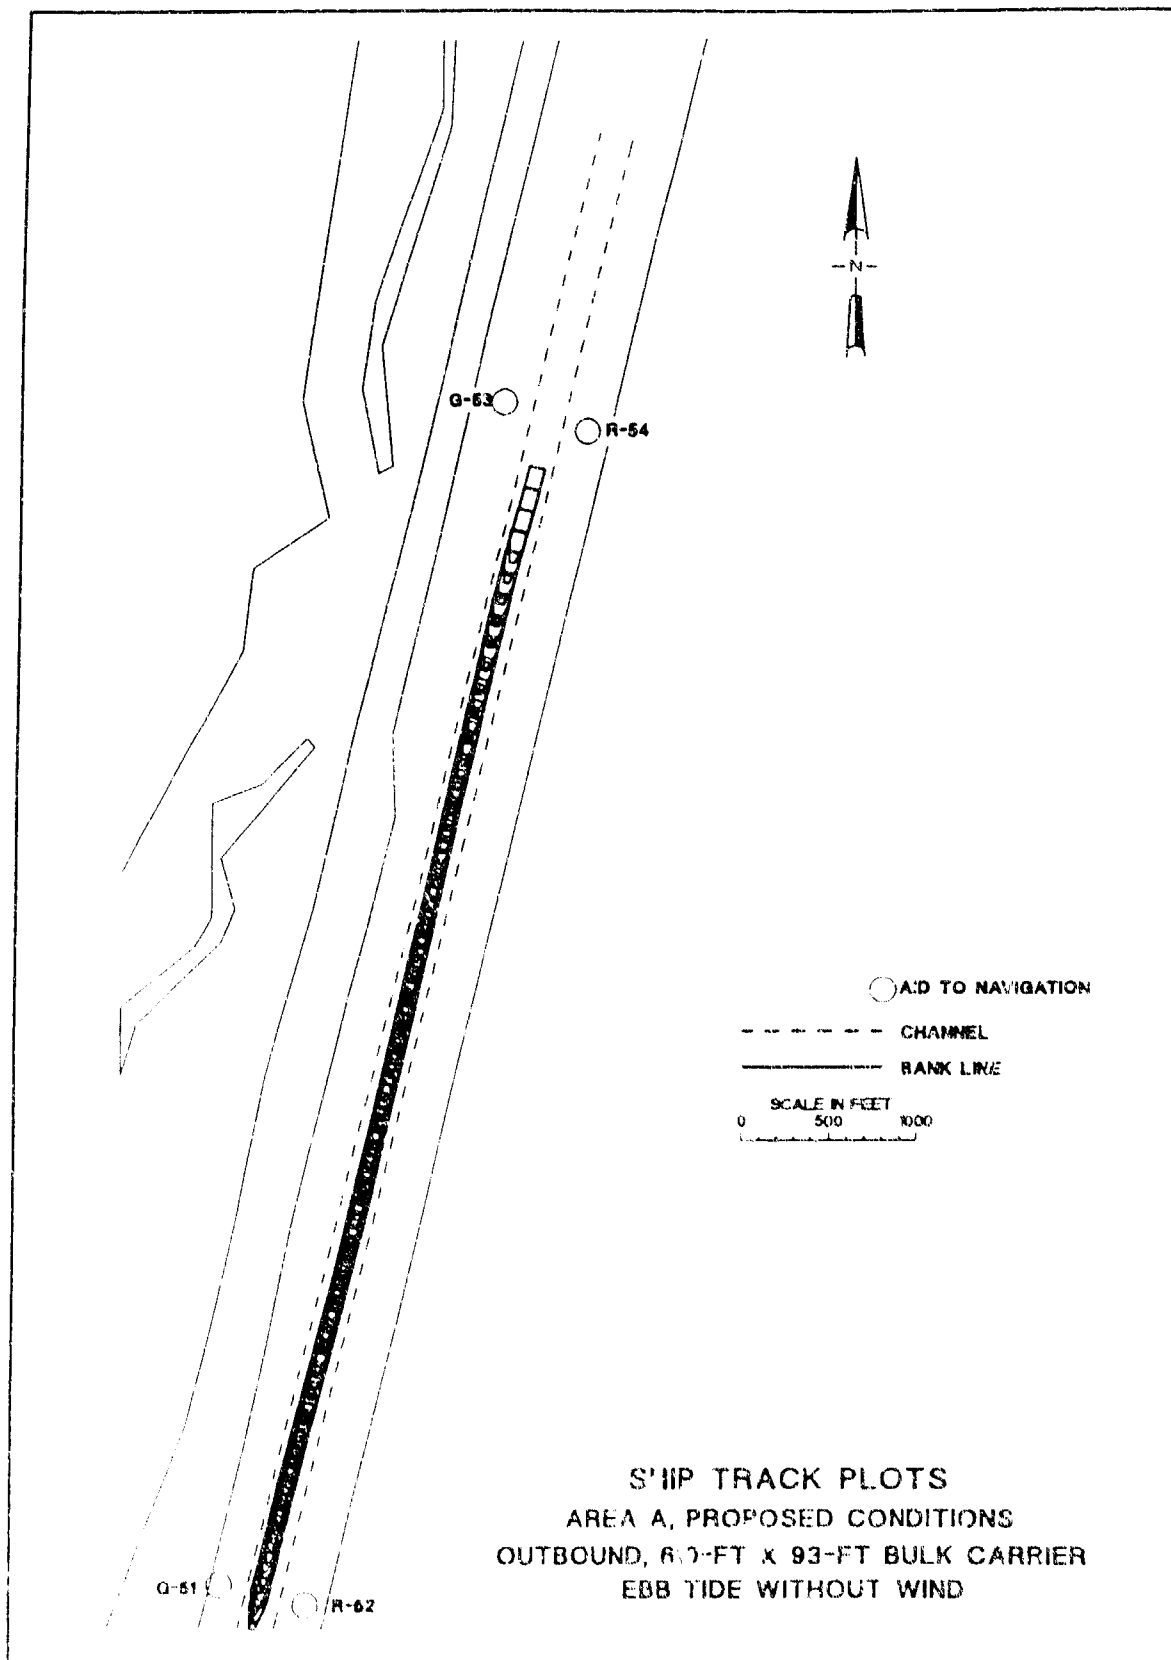 N
G-53
R-54
AID TO NAVIGATION
CHANNEL
BANK LINE
SCALE IN FEET
0 500 1000
SHIP TRACK PLOTS
AREA A, PROPOSED CONDITIONS
OUTBOUND, X 93-FT BULK CARRIER
EBB TIDE WITHOUT WIND
G-51
R-52